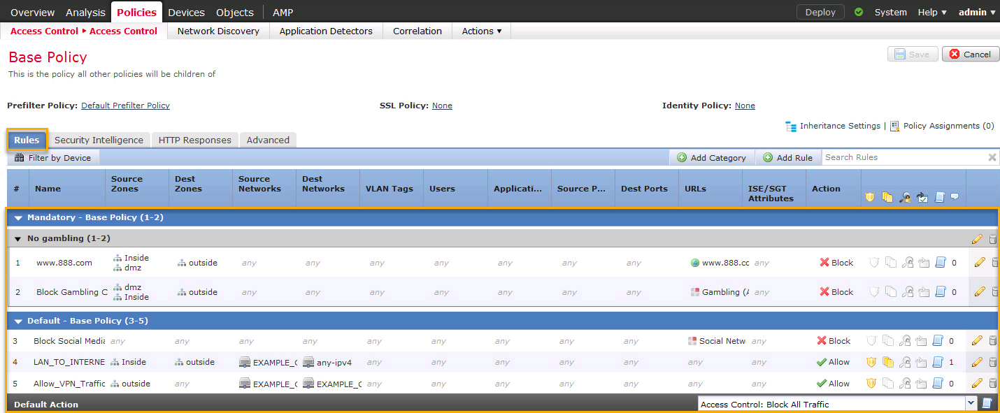 Overview Analysis Policies Devices Objects AMP Deploy System Help ▼ admin ▼
Access Control ▸ Access Control Network Discovery Application Detectors Correlation Actions ▼
Base Policy Save Cancel
This is the policy all other policies will be children of
Prefilter Policy: Default Prefilter Policy SSL Policy: None Identity Policy: None
Inheritance Settings | Policy Assignments (0)
Rules Security Intelligence HTTP Responses Advanced
Filter by Device Add Category Add Rule Search Rules
# Name Source Zones Dest Zones Source Networks Dest Networks VLAN Tags Users Applicati... Source P... Dest Ports URLs ISE/SGT Attributes Action
Mandatory - Base Policy (1-2)
No gambling (1-2)
1 www.888.com Inside dmz outside any any any any any any any www.888.cc any Block 0
2 Block Gambling C dmz Inside outside any any any any any any any Gambling (A any Block 0
Default - Base Policy (3-5)
3 Block Social Media any any any any any any any any any Social Netw any Block 0
4 LAN_TO_INTERNE Inside outside EXAMPLE_C any-ipv4 any any any any any any any Allow 1
5 Allow_VPN_Traffic outside any EXAMPLE_C EXAMPLE_C any any any any any any any Allow 0
Default Action Access Control: Block All Traffic